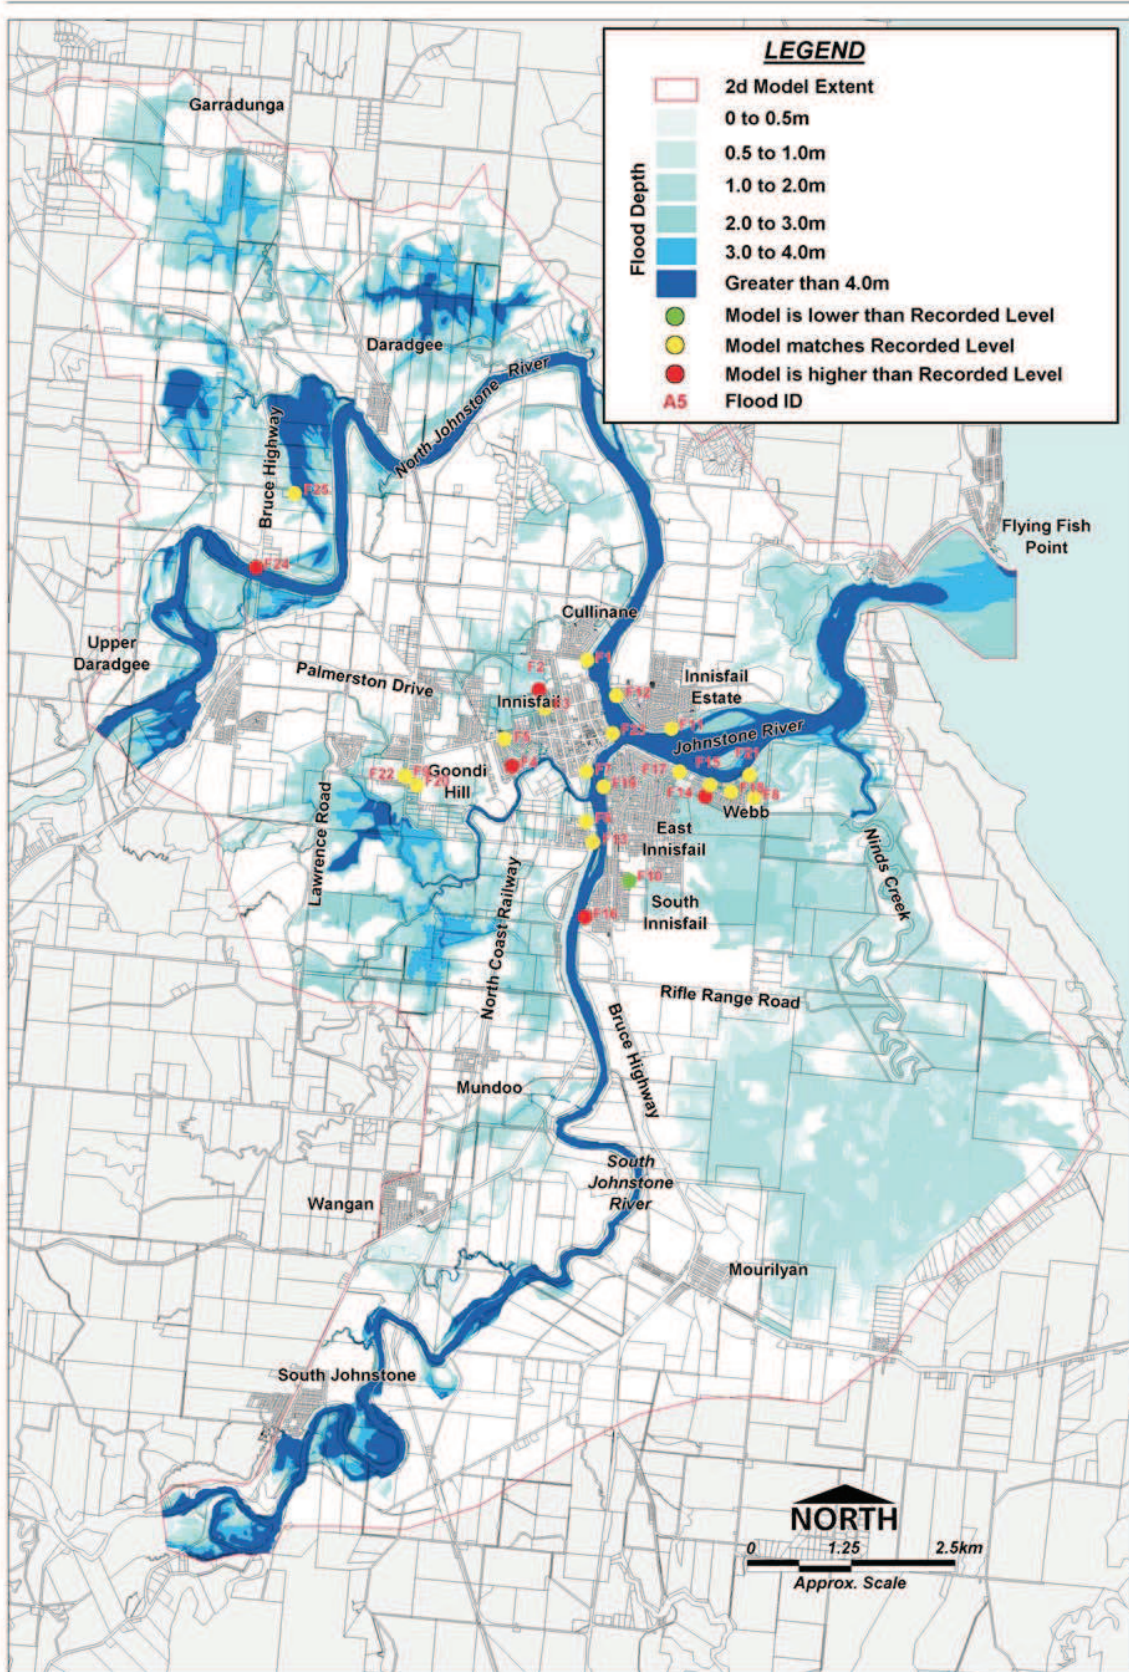 LEGEND
2d Model Extent
0 to 0.5m
0.5 to 1.0m
1.0 to 2.0m
2.0 to 3.0m
3.0 to 4.0m
Greater than 4.0m
Flood Depth
Model is lower than Recorded Level
Model matches Recorded Level
Model is higher than Recorded Level
A5 Flood ID
Garradunga
Daradgee
North Johnstone River
Bruce Highway
F25
Flying Fish
Point
F24
Cullinane
Upper
Daradgee
F1
F2
Palmerston Drive
Innisfail
Estate
F12
Innisfail
F3
F11
F23
Johnstone River
F5
F4
F21
F15
F17
F7
F22
F9
Goondi
Hill
F20
F19
F14
F18
F8
Webb
Lawrence Road
F6
East
Innisfail
F13
Ninds Creek
F10
South
Innisfail
F16
North Coast Railway
Rifle Range Road
Bruce Highway
Mundoo
South
Johnstone
River
Wangan
Mourilyan
South Johnstone
NORTH
0 1:25 2.5km
Approx. Scale